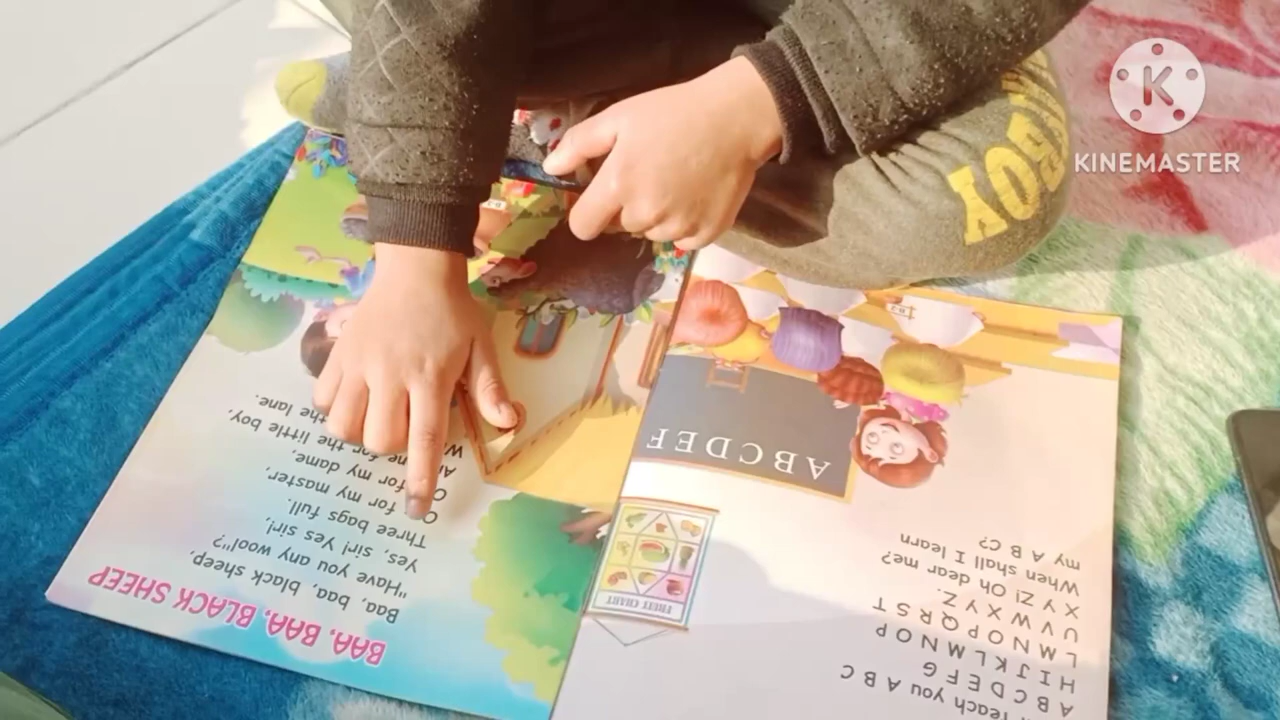 BAA, BAA, BLACK SHEEP
Baa, baa, black sheep,
"Have you any wool"?
Yes, sir! Yes sir!,
Three bags full.
for my master,
for my dame,
for the little boy,
the lane.
teach you A B C
A B C D E F G
H I J K L M N O P
L M N O P Q R S T
U V W X Y Z.
X Y Z! Oh dear me?
When shall I learn
my A B C?
ABCDEF
FRUIT CHART
BOY
KINEMASTER